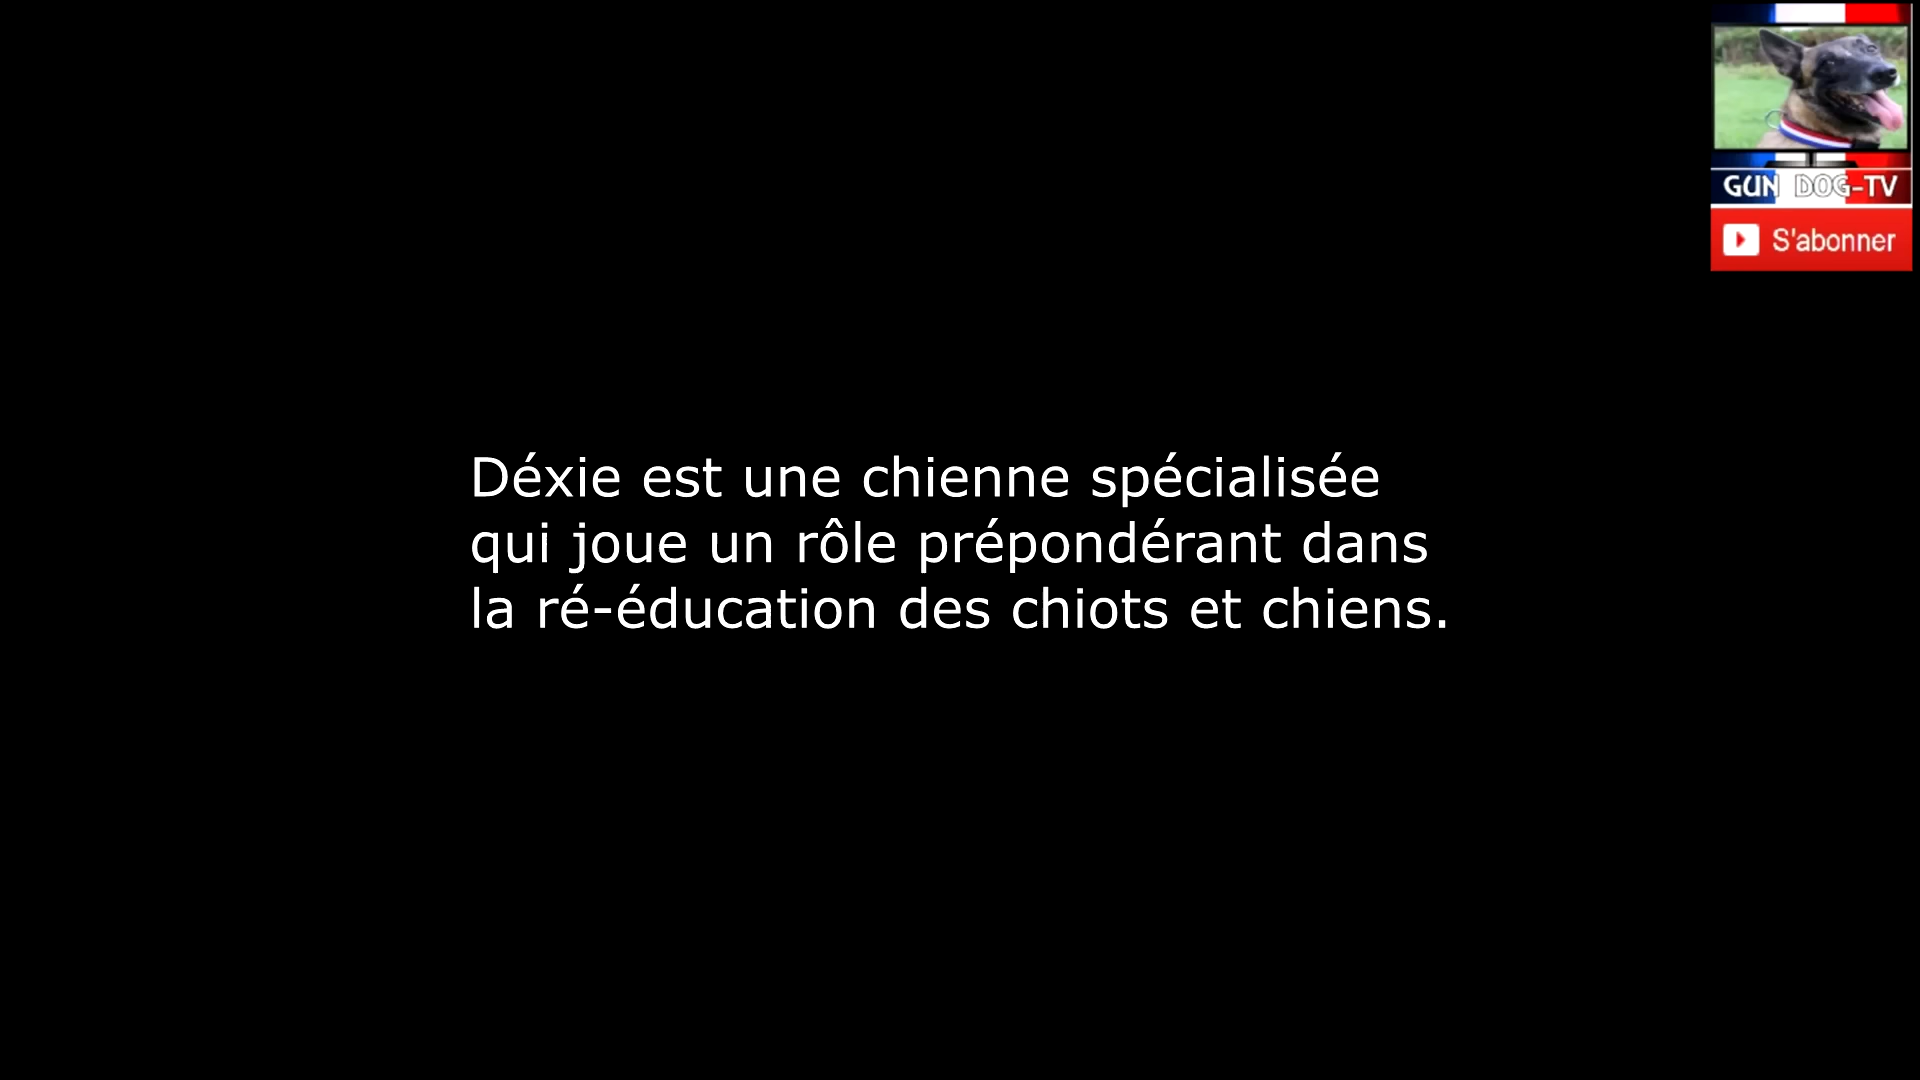 GUN DOG-TV
S'abonner
Déxie est une chienne spécialisée
qui joue un rôle prépondérant dans
la ré-éducation des chiots et chiens.